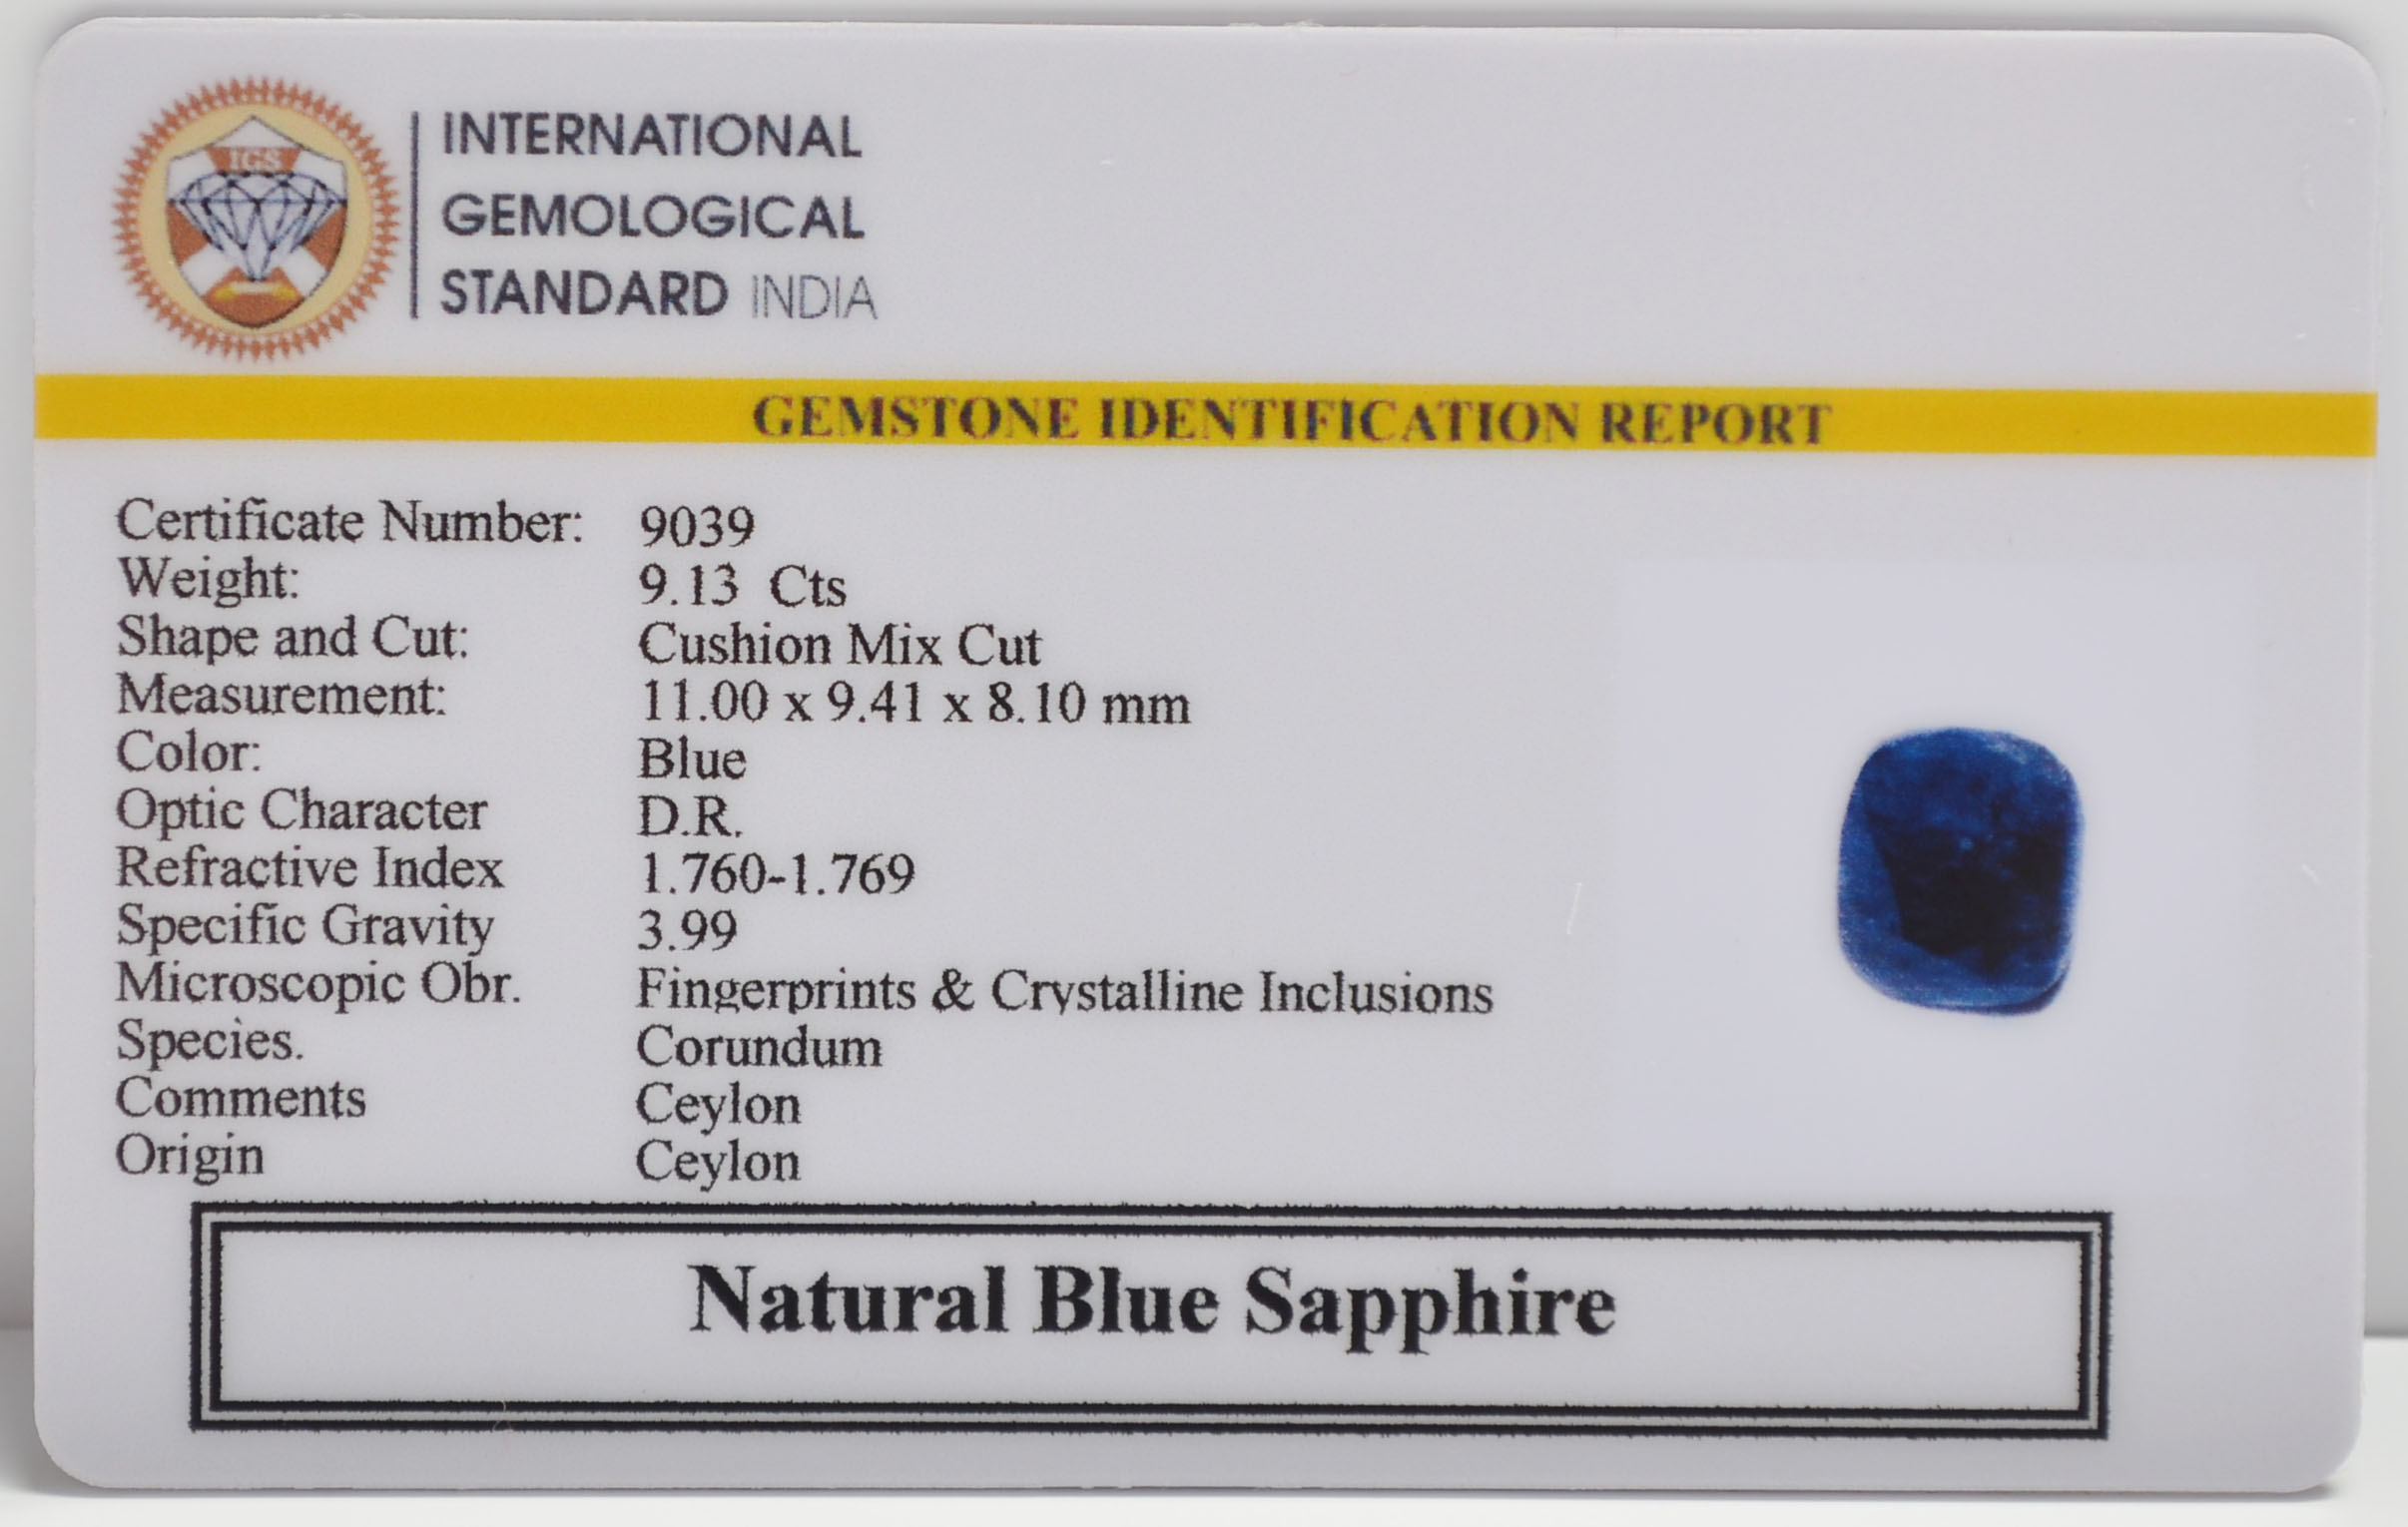 IGS
INTERNATIONAL
GEMOLOGICAL
STANDARD INDIA
GEMSTONE IDENTIFICATION REPORT
Certificate Number: 9039
Weight: 9.13 Cts
Shape and Cut: Cushion Mix Cut
Measurement: 11.00 x 9.41 x 8.10 mm
Color: Blue
Optic Character D.R.
Refractive Index 1.760-1.769
Specific Gravity 3.99
Microscopic Obr. Fingerprints & Crystalline Inclusions
Species. Corundum
Comments Ceylon
Origin Ceylon
Natural Blue Sapphire